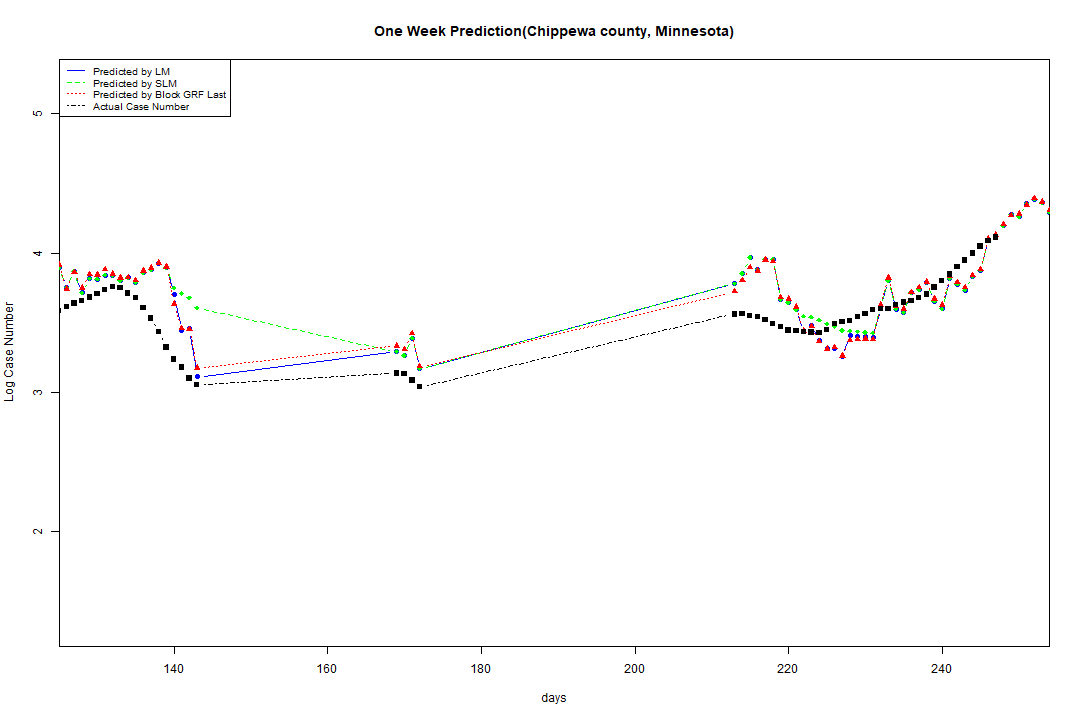 One Week Prediction(Chippewa county, Minnesota)
Predicted by LM
Predicted by SLM
Predicted by Block GRF Last
Actual Case Number
5
4
3
2
Log Case Number
140 160 180 200 220 240
days